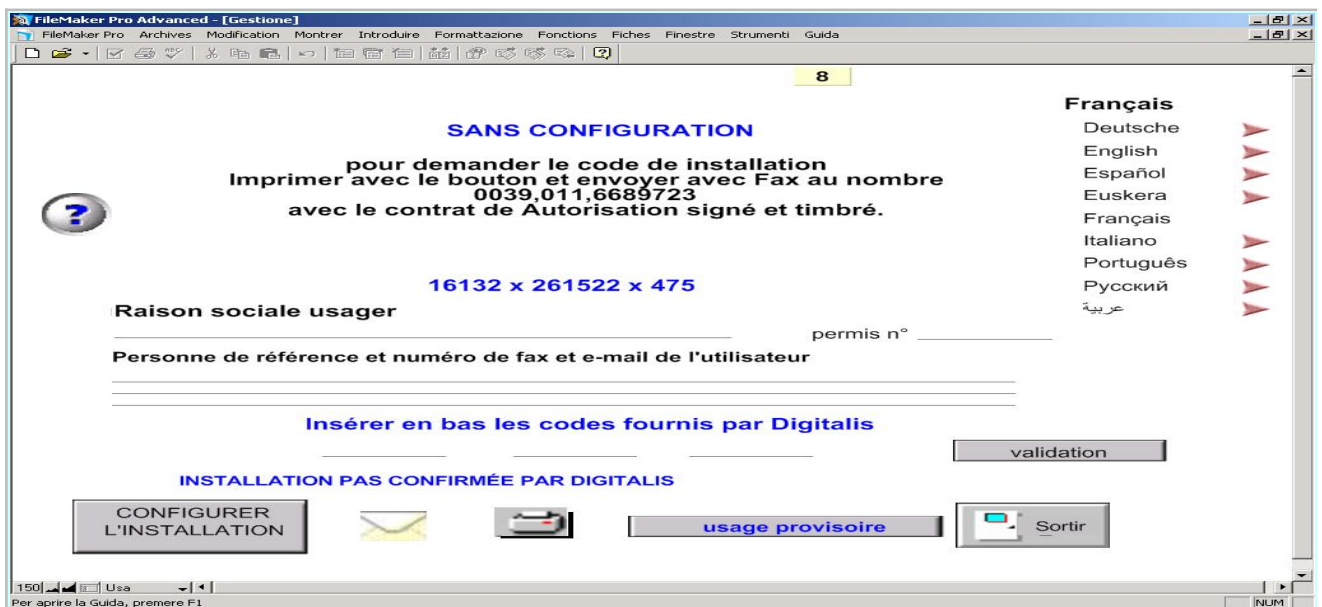 FileMaker Pro Advanced - [Gestione]
FileMaker Pro Archives Modification Montrer Introduire Formattazione Fonctions Fiches Finestre Strumenti Guida
8
SANS CONFIGURATION
pour demander le code de installation
Imprimer avec le bouton et envoyer avec Fax au nombre
0039,011,6689723
avec le contrat de Autorisation signé et timbré.
?
Français
Deutsche
English
Español
Euskera
Français
Italiano
Português
Русский
عربية
16132 x 261522 x 475
Raison sociale usager
permis n°
Personne de référence et numéro de fax et e-mail de l'utilisateur
Insérer en bas les codes fournis par Digitalis
validation
INSTALLATION PAS CONFIRMÉE PAR DIGITALIS
CONFIGURER
L'INSTALLATION
usage provisoire
Sortir
150 Usa
Per aprire la Guida, premere F1
NUM